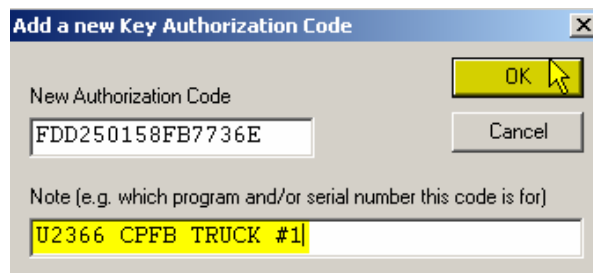 Add a new Key Authorization Code
OK
New Authorization Code
FDD250158FB7736E
Cancel
Note (e.g. which program and/or serial number this code is for)
U2366 CPFB TRUCK #1